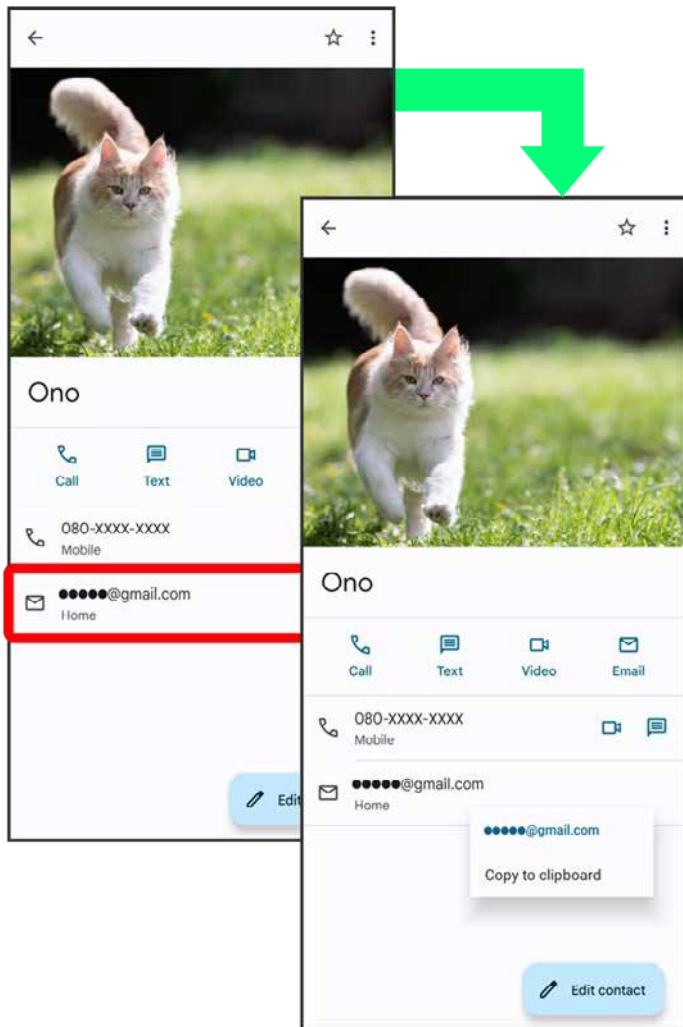 Ono
Call Text Video
080-XXXX-XXXX
Mobile
●●●●●@gmail.com
Home
Ono
Call Text Video Email
080-XXXX-XXXX
Mobile
●●●●●@gmail.com
Home
●●●●●@gmail.com
Copy to clipboard
Edit contact